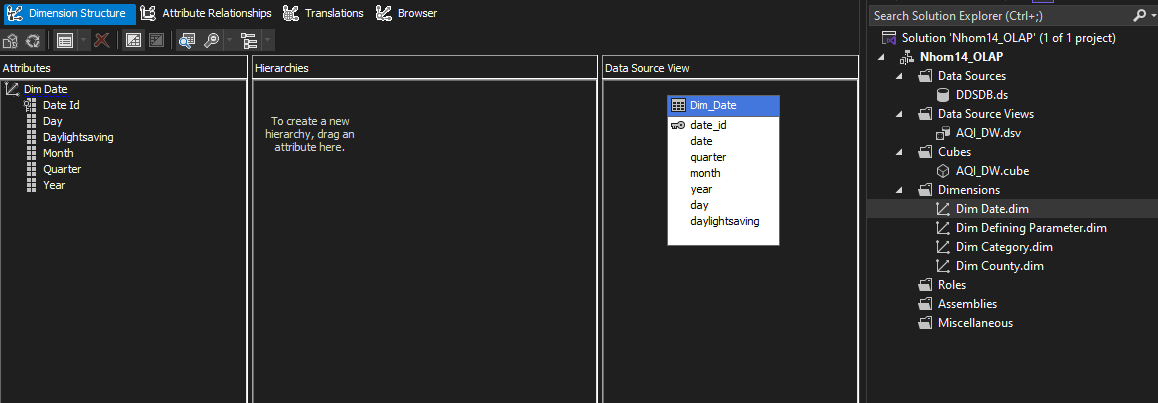 Dimension Structure Attribute Relationships Translations Browser
Attributes
Dim Date
Date Id
Day
Daylightsaving
Month
Quarter
Year
Hierarchies
To create a new
hierarchy, drag an
attribute here.
Data Source View
Dim_Date
date_id
date
quarter
month
year
day
daylightsaving
Search Solution Explorer (Ctrl+;)
Solution 'Nhom14_OLAP' (1 of 1 project)
Nhom14_OLAP
Data Sources
DDSDB.ds
Data Source Views
AQI_DW.dsv
Cubes
AQI_DW.cube
Dimensions
Dim Date.dim
Dim Defining Parameter.dim
Dim Category.dim
Dim County.dim
Roles
Assemblies
Miscellaneous